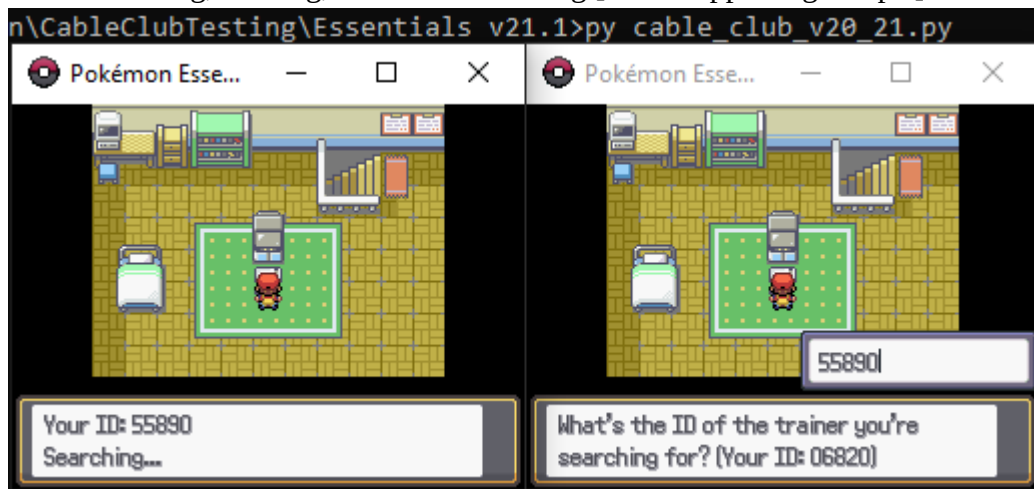 n\CableClubTesting\Essentials v21.1>py cable_club_v20_21.py
Pokémon Esse...
Pokémon Esse...
Your ID: 55890
Searching...
55890
What's the ID of the trainer you're
searching for? (Your ID: 06820)